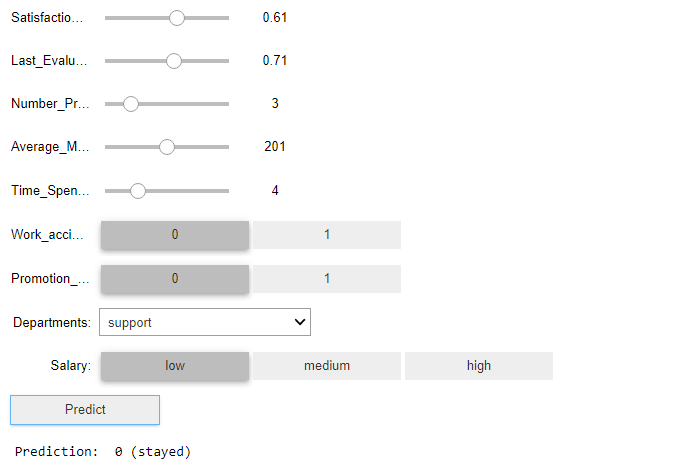 Satisfactio... 0.61
Last_Evalu... 0.71
Number_Pr... 3
Average_M... 201
Time_Spen... 4
Work_acci... 0 1
Promotion_... 0 1
Departments: support
Salary: low medium high
Predict
Prediction: 0 (stayed)